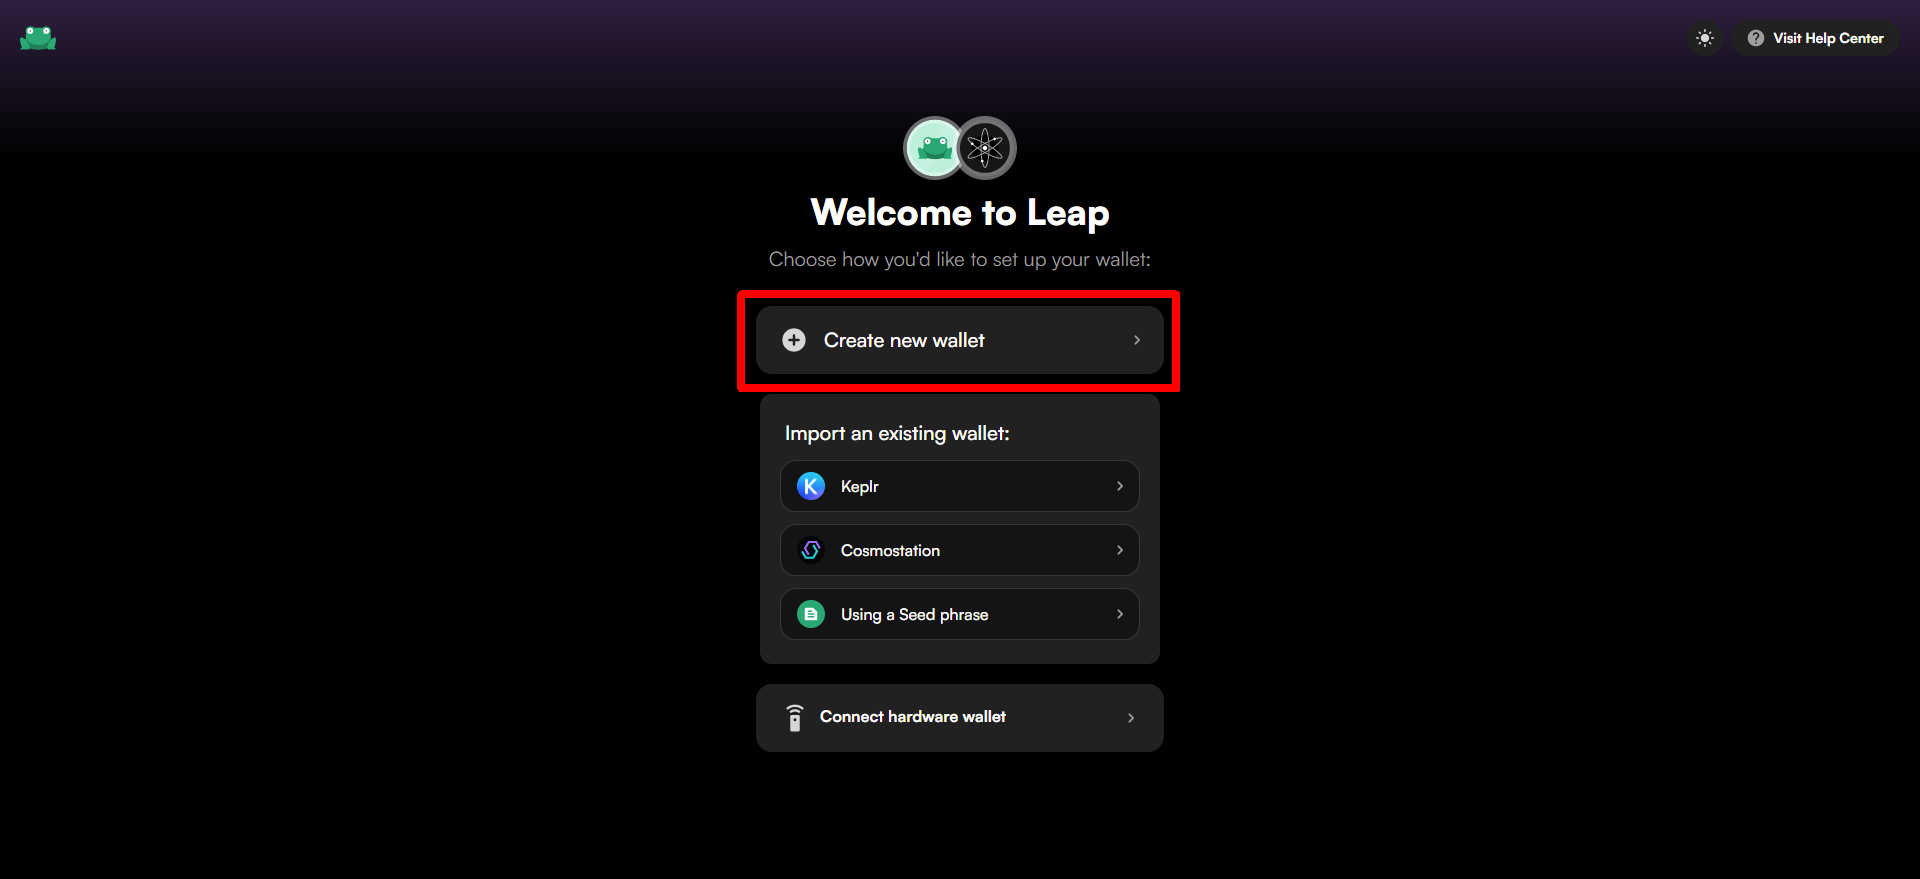 Visit Help Center
Welcome to Leap
Choose how you'd like to set up your wallet:
Create new wallet
Import an existing wallet:
Keplr
Cosmostation
Using a Seed phrase
Connect hardware wallet